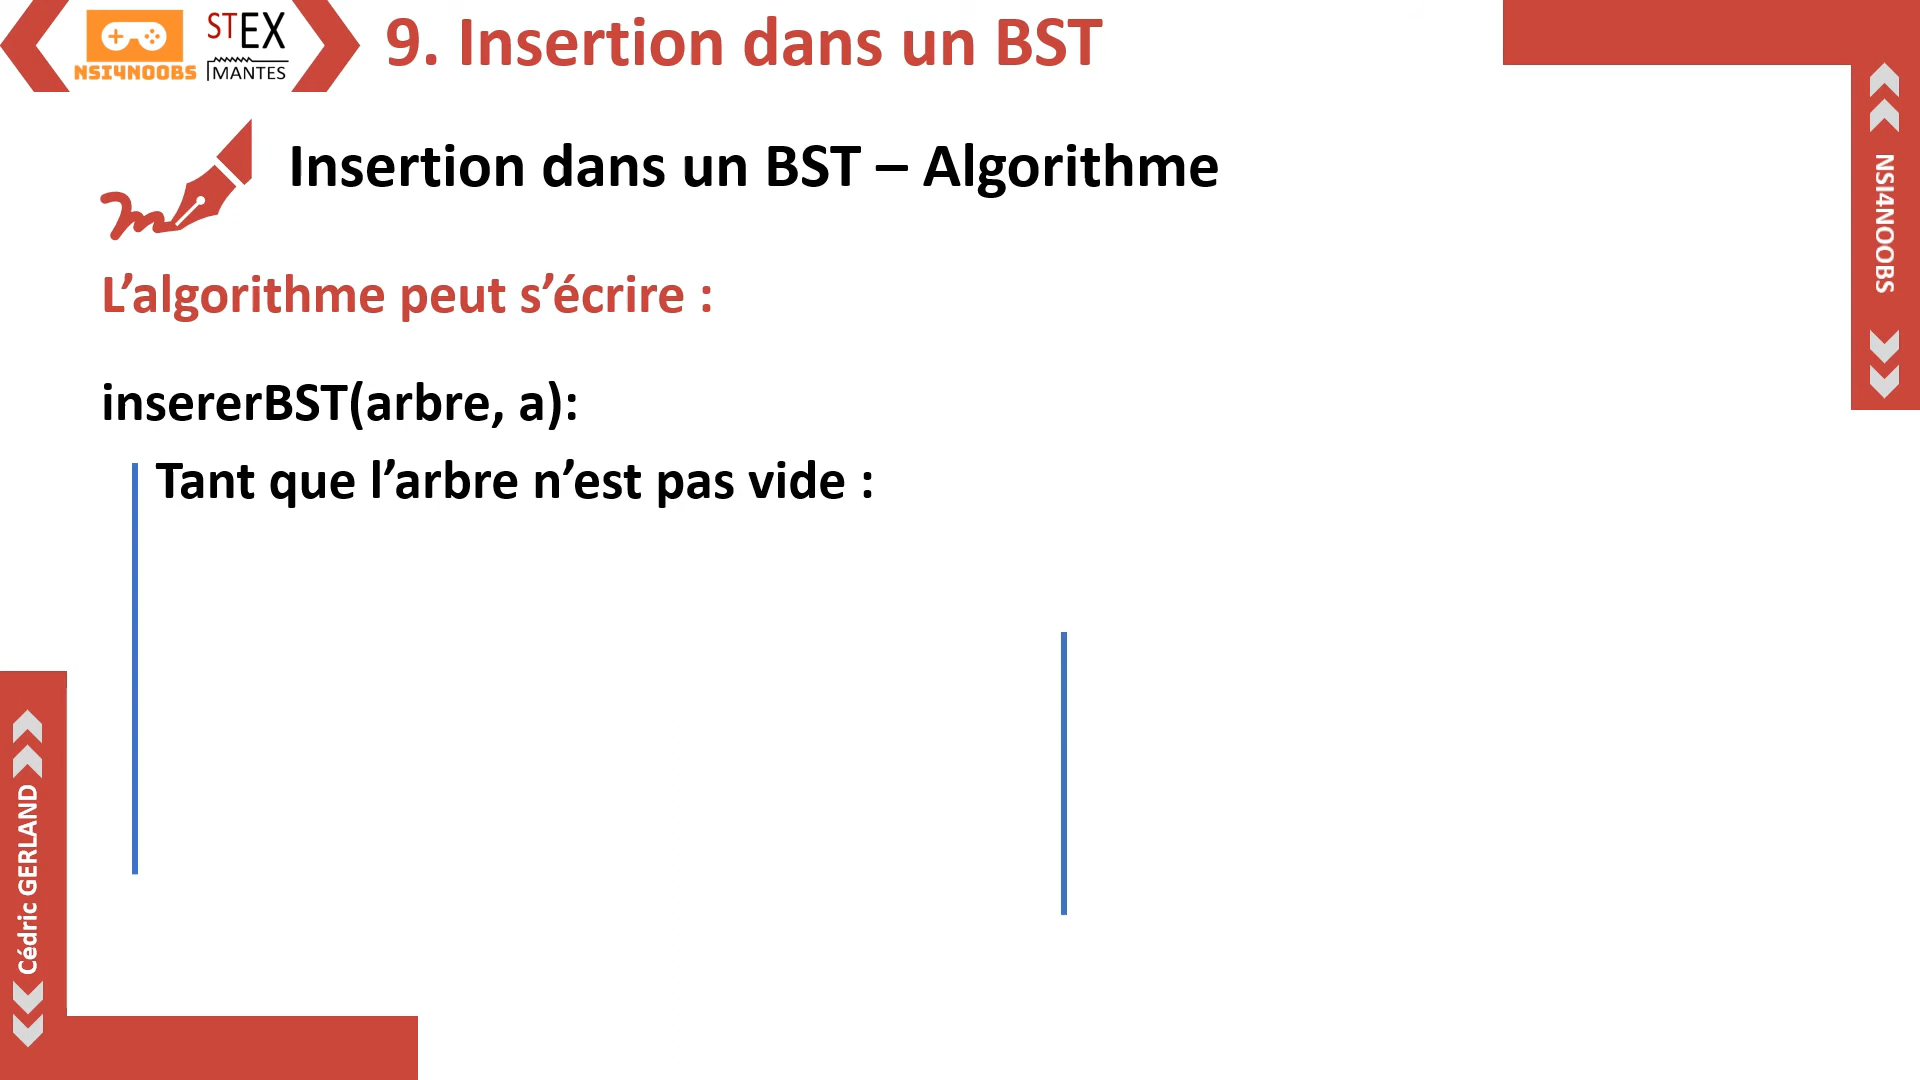 NSI4NOOBS
STEX
MANTES
9. Insertion dans un BST
Insertion dans un BST – Algorithme
L’algorithme peut s’écrire :
insererBST(arbre, a):
Tant que l’arbre n’est pas vide :
NSI4NOOBS
Cédric GERLAND